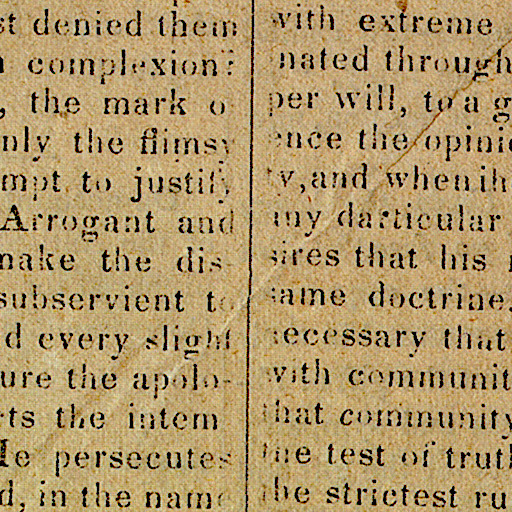 st denied them
complexion?
, the mark o
nly the flimsy
mpt to justify
Arrogant and
make the dis-
subservient to
d every slight
ure the apolo-
rts the intem
He persecutes
d, in the name
with extreme
nated through
per will, to a g
ence the opinio
ty, and when ih
any darticular
sires that his
same doctrine.
necessary that
with communit
that community
the test of trut
the strictest ru